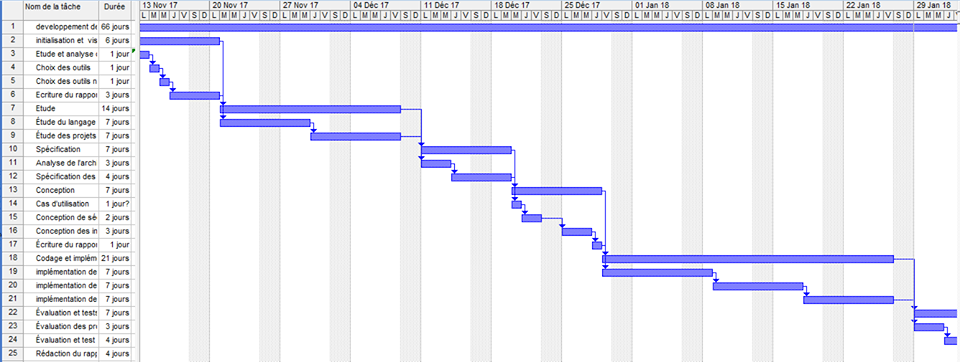 Nom de la tâche Durée 13 Nov 17 20 Nov 17 27 Nov 17 04 Déc 17 11 Déc 17 18 Déc 17 25 Déc 17 01 Jan 18 08 Jan 18 15 Jan 18 22 Jan 18 29 Jan 18
L M M J V S D L M M J V S D L M M J V S D L M M J V S D L M M J V S D L M M J V S D L M M J V S D L M M J V S D L M M J V S D L M M J V S D L M M J V S D L M M J
1 developpement de 66 jours
2 initialisation et vis 6 jours
3 Etude et analyse 1 jour
4 Choix des outils 1 jour
5 Choix des outils n 1 jour
6 Ecriture du rappo 3 jours
7 Etude 14 jours
8 Étude du langage 7 jours
9 Étude des projets 7 jours
10 Spécification 7 jours
11 Analyse de l'arch 3 jours
12 Spécification des 4 jours
13 Conception 7 jours
14 Cas d'utilisation 1 jour?
15 Conception de sé 2 jours
16 Conception des in 3 jours
17 Écriture du rappo 1 jour
18 Codage et implém 21 jours
19 implémentation de 7 jours
20 implémentation de 7 jours
21 implémentation de 7 jours
22 Évaluation et tests 7 jours
23 Évaluation des pr 3 jours
24 Évaluation et test 4 jours
25 Rédaction du rap 4 jours